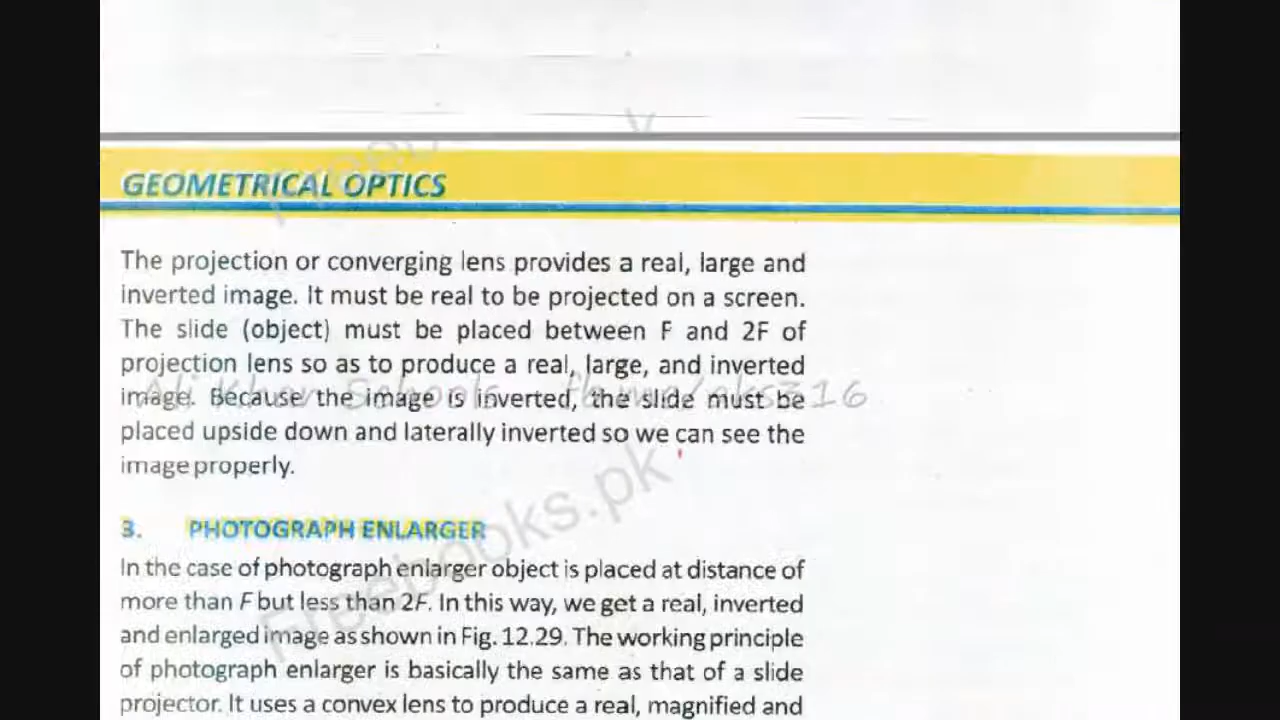 GEOMETRICAL OPTICS
The projection or converging lens provides a real, large and
inverted image. It must be real to be projected on a screen.
The slide (object) must be placed between F and 2F of
projection lens so as to produce a real, large, and inverted
image. Because the image is inverted, the slide must be
Ali Khan Schools
placed upside down and laterally inverted so we can see the
image properly.
Freebooks.pk
3. PHOTOGRAPH ENLARGER
In the case of photograph enlarger object is placed at distance of
more than F but less than 2F. In this way, we get a real, inverted
and enlarged image as shown in Fig. 12.29. The working principle
of photograph enlarger is basically the same as that of a slide
projector. It uses a convex lens to produce a real, magnified and